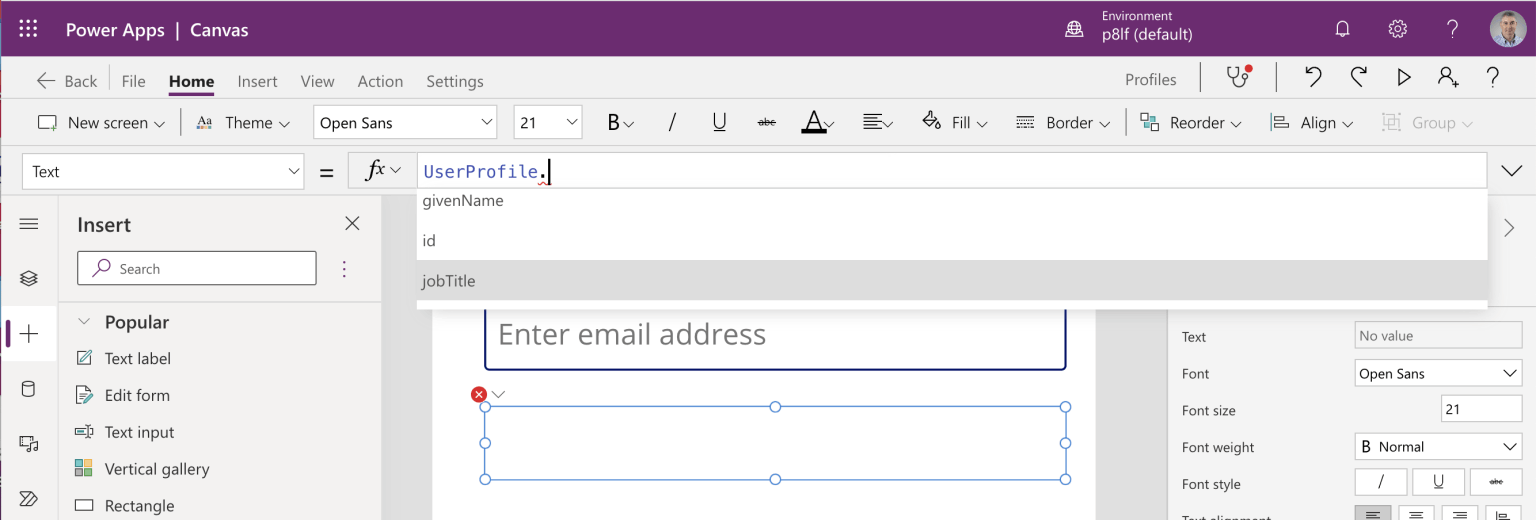 Power Apps | Canvas
Environment
p8lf (default)
?
Back File Home Insert View Action Settings
Profiles
?
New screen Aa Theme Open Sans 21 B / U abc A Fill Border Reorder Align Group
Text = fx UserProfile.
givenName
id
jobTitle
Insert
Search
Popular
Text label
Edit form
Text input
Vertical gallery
Rectangle
Enter email address
Text No value
Font Open Sans
Font size 21
Font weight B Normal
Font style / U abc
Text alignment